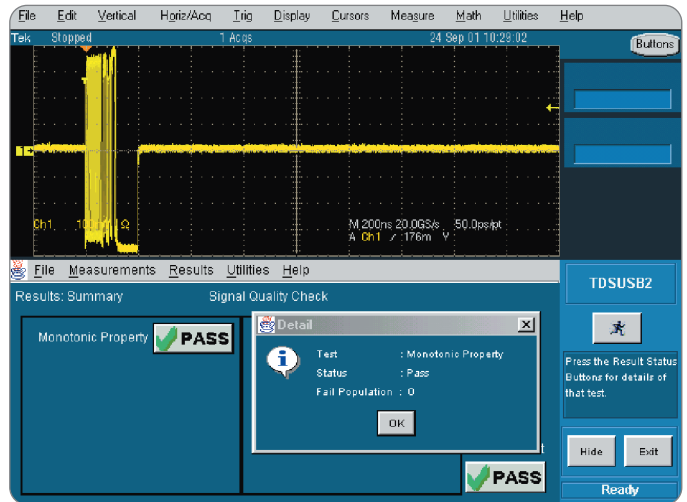 File Edit Vertical Horiz/Acq Trig Display Cursors Measure Math Utilities Help
Tek Stopped 1 Acqs 24 Sep 01 10:29:02 Buttons
1
Ch1 Ω M 200ns 20.0GS/s 50.0ps/pt
A Ch1 176m V
File Measurements Results Utilities Help
TDSUSB2
Results: Summary Signal Quality Check
Monotonic Property PASS
Detail
Test : Monotonic Property
Status : Pass
Fail Population : 0
OK
Press the Result Status
Buttons for details of
that test.
PASS
Hide Exit
Ready